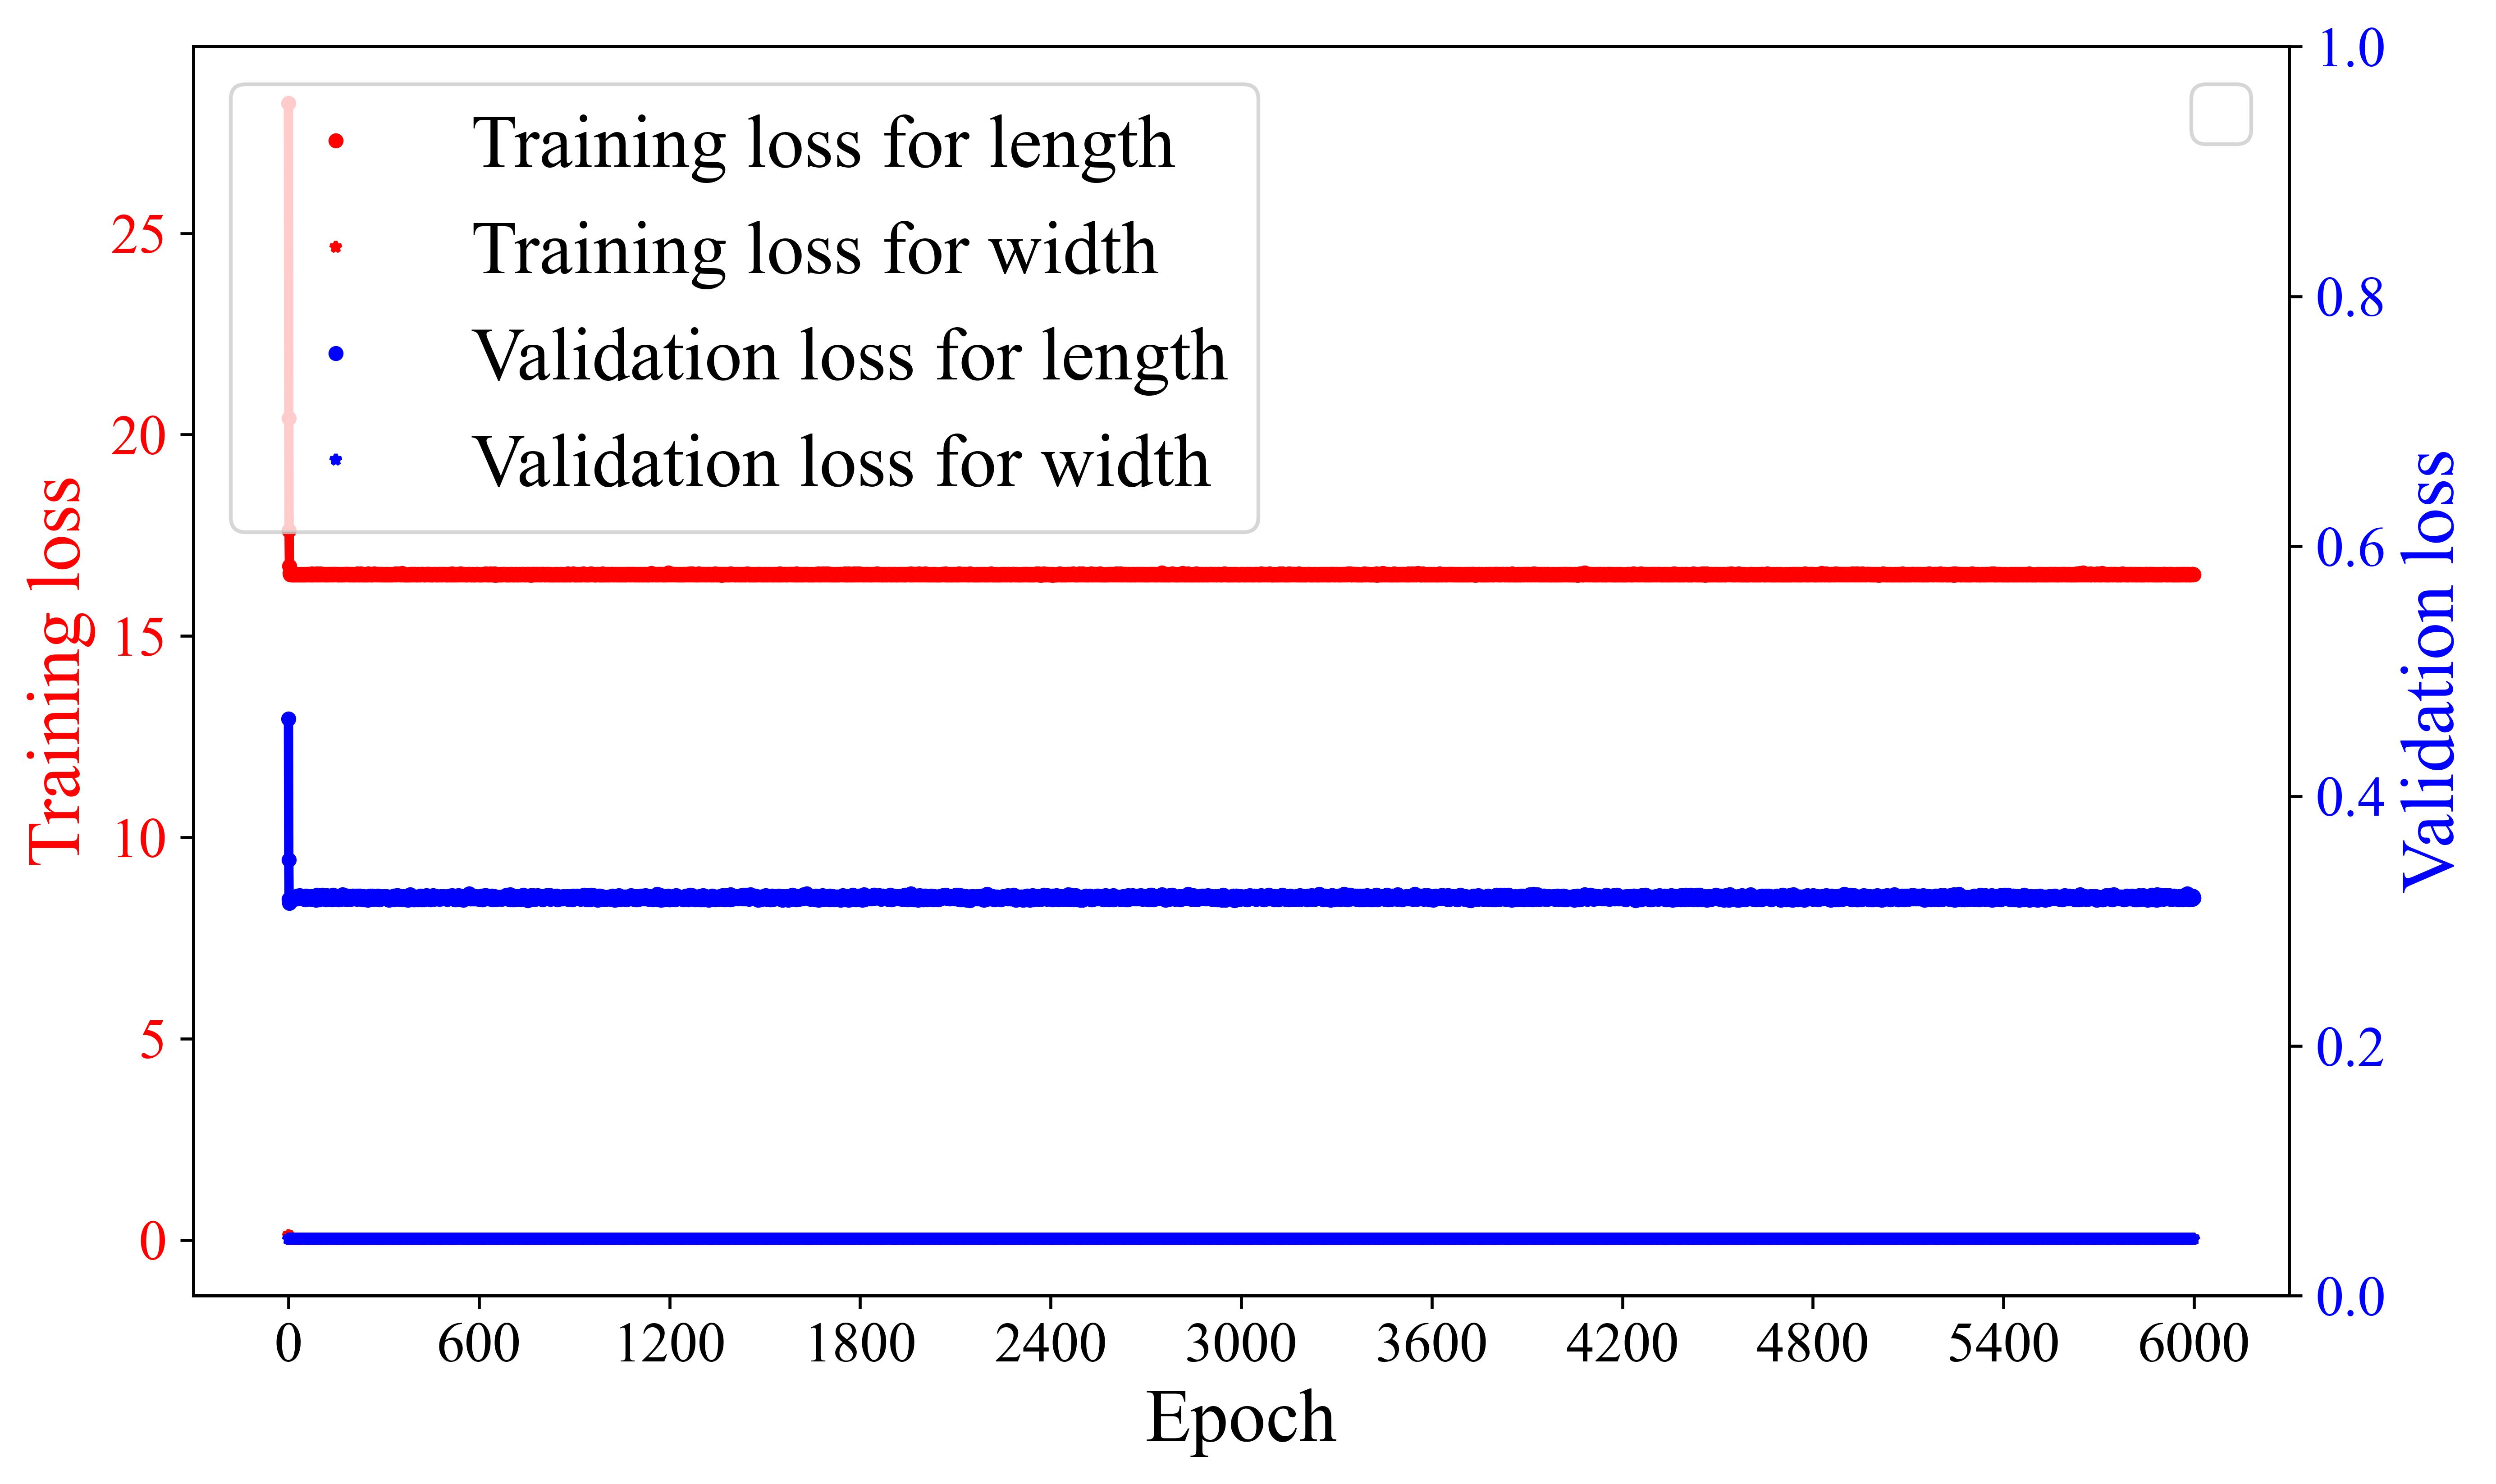 Training loss for length
Training loss for width
Validation loss for length
Validation loss for width
Training loss
25
20
15
10
5
0
Validation loss
1.0
0.8
0.6
0.4
0.2
0.0
0 600 1200 1800 2400 3000 3600 4200 4800 5400 6000
Epoch